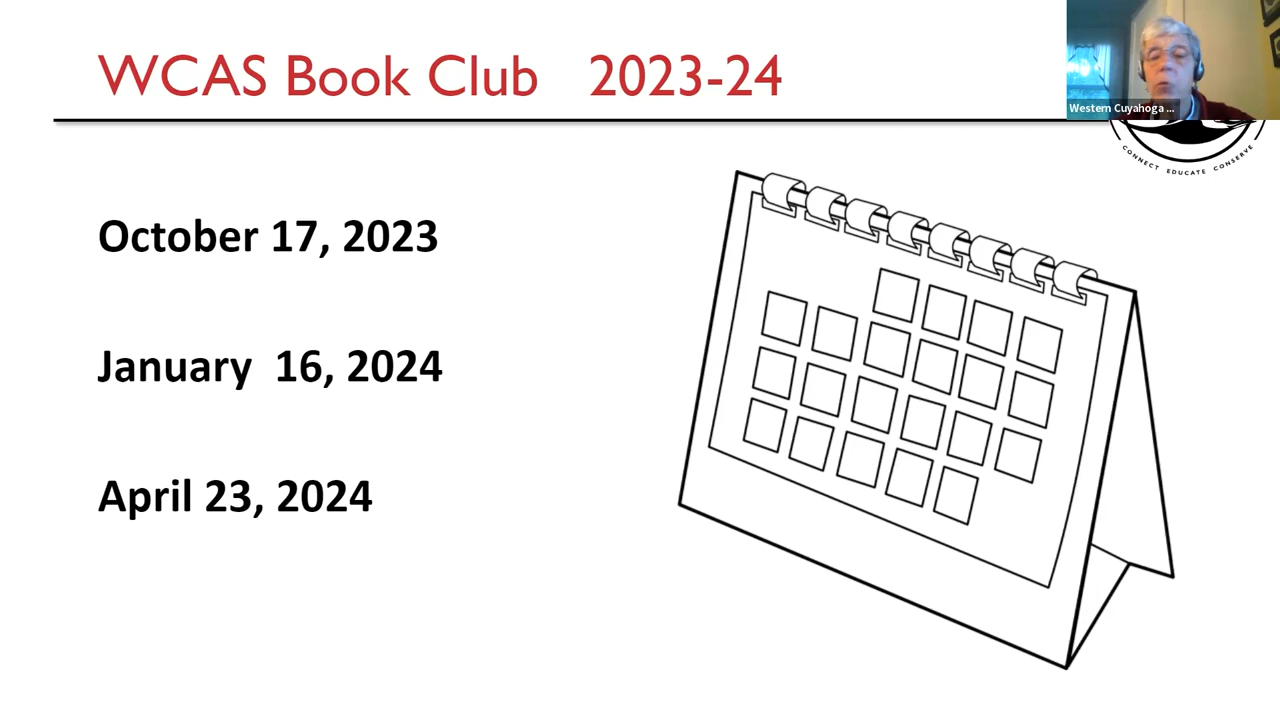 WCAS Book Club 2023-24
Western Cuyahoga ...
CONNECT EDUCATE CONSERVE
October 17, 2023
January 16, 2024
April 23, 2024